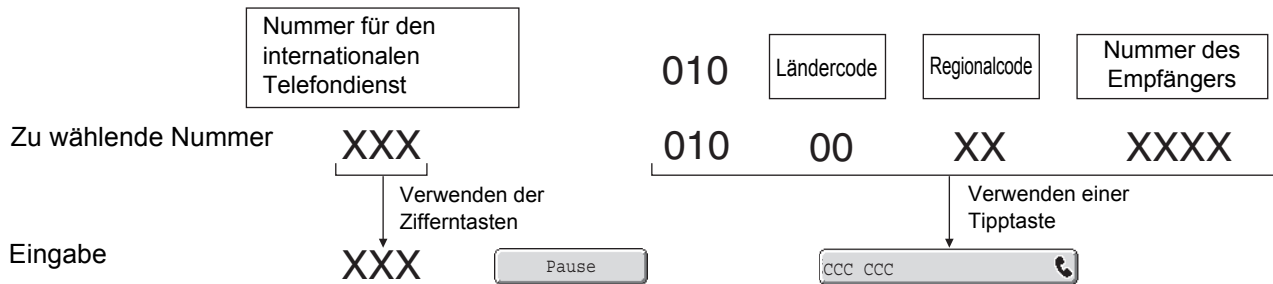 Nummer für den
internationalen
Telefondienst
010 Ländercode Regionalcode Nummer des
Empfängers
Zu wählende Nummer XXX 010 00 XX XXXX
Verwenden der
Zifferntasten
Verwenden einer
Tipptaste
Eingabe XXX Pause ccc ccc